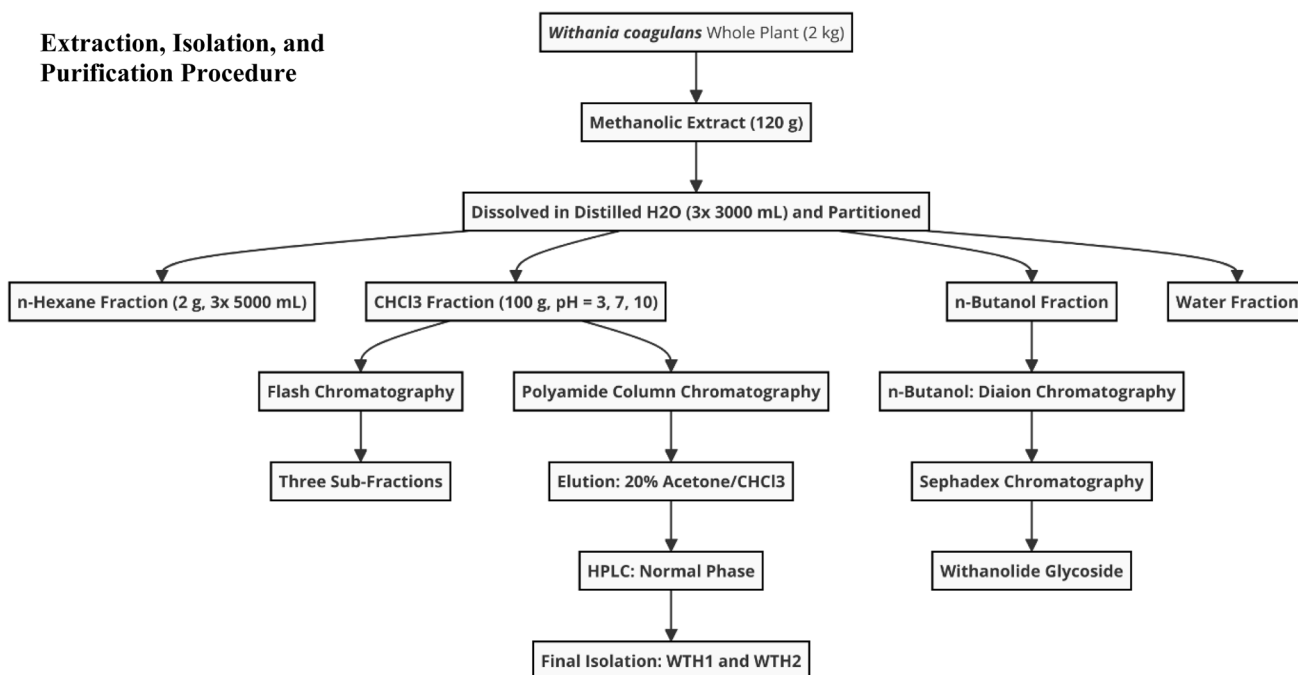 Extraction, Isolation, and
Purification Procedure
Withania coagulans Whole Plant (2 kg)
Methanolic Extract (120 g)
Dissolved in Distilled H2O (3x 3000 mL) and Partitioned
n-Hexane Fraction (2 g, 3x 5000 mL)
CHCl3 Fraction (100 g, pH = 3, 7, 10)
n-Butanol Fraction
Water Fraction
Flash Chromatography
Polyamide Column Chromatography
n-Butanol: Diaion Chromatography
Three Sub-Fractions
Elution: 20% Acetone/CHCl3
Sephadex Chromatography
HPLC: Normal Phase
Withanolide Glycoside
Final Isolation: WTH1 and WTH2